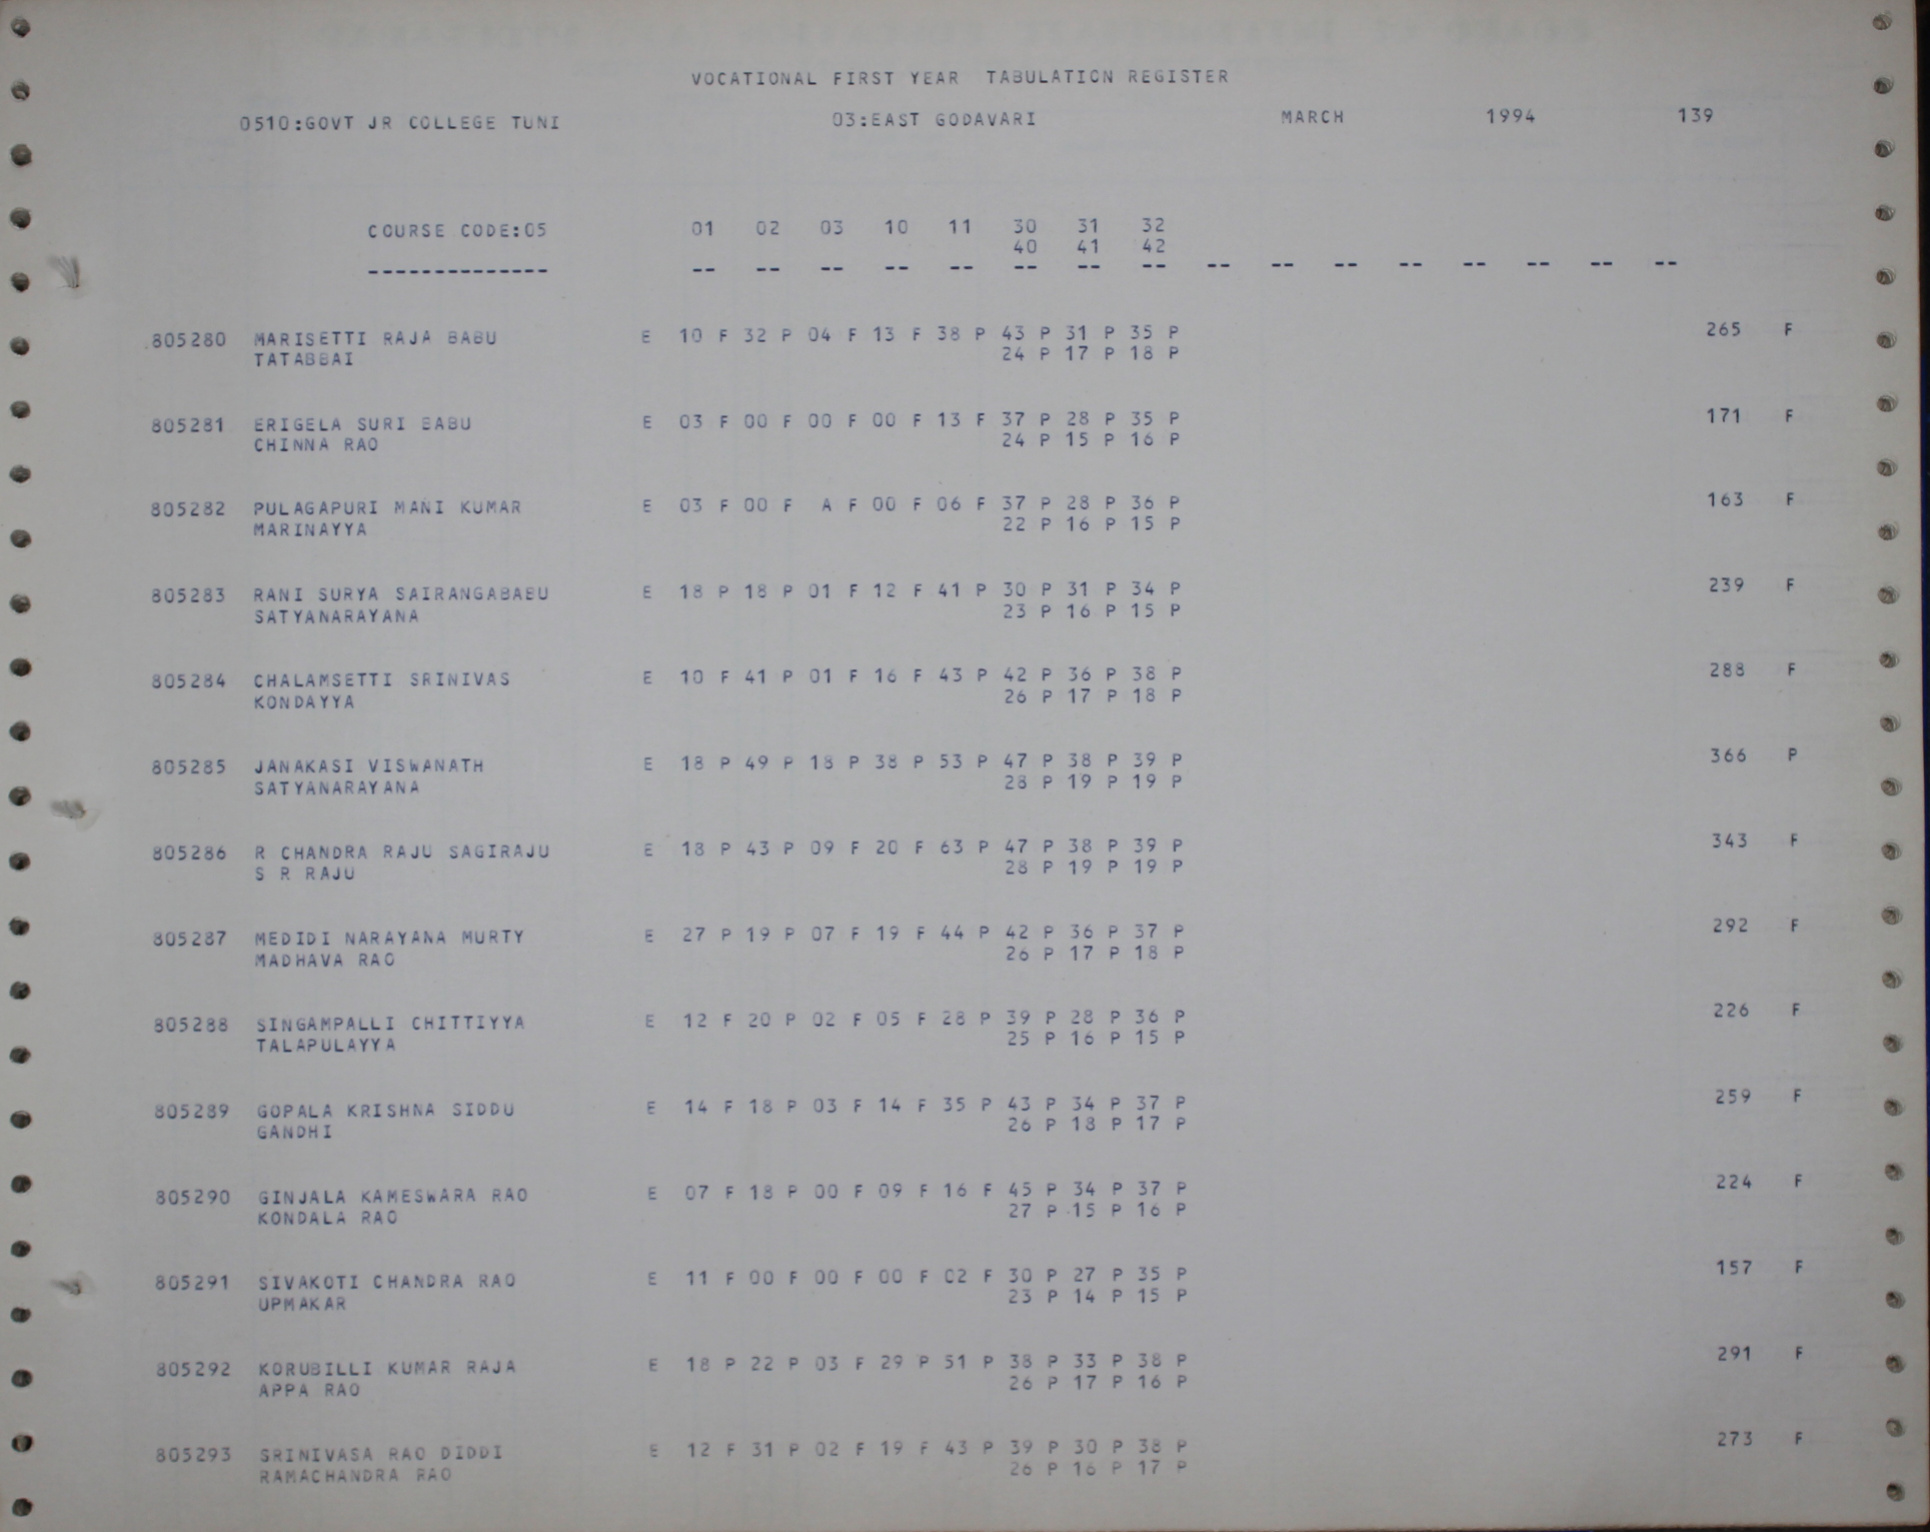 VOCATIONAL FIRST YEAR TABULATION REGISTER
0510:GOVT JR COLLEGE TUNI 03:EAST GODAVARI MARCH 1994 139
COURSE CODE:05 01 02 03 10 11 30 31 32
40 41 42
-------------- -- -- -- -- -- -- -- -- -- -- -- -- -- -- -- --
805280 MARISETTI RAJA BABU E 10 F 32 P 04 F 13 F 38 P 43 P 31 P 35 P 265 F
TATABBAI 24 P 17 P 18 P
805281 ERIGELA SURI BABU E 03 F 00 F 00 F 00 F 13 F 37 P 28 P 35 P 171 F
CHINNA RAO 24 P 15 P 16 P
805282 PULAGAPURI MANI KUMAR E 03 F 00 F A F 00 F 06 F 37 P 28 P 36 P 163 F
MARINAYYA 22 P 16 P 15 P
805283 RANI SURYA SAIRANGABABU E 18 P 18 P 01 F 12 F 41 P 30 P 31 P 34 P 239 F
SATYANARAYANA 23 P 16 P 15 P
805284 CHALAMSETTI SRINIVAS E 10 F 41 P 01 F 16 F 43 P 42 P 36 P 38 P 288 F
KONDAYYA 26 P 17 P 18 P
805285 JANAKASI VISWANATH E 18 P 49 P 18 P 38 P 53 P 47 P 38 P 39 P 366 P
SATYANARAYANA 28 P 19 P 19 P
805286 R CHANDRA RAJU SAGIRAJU E 18 P 43 P 09 F 20 F 63 P 47 P 38 P 39 P 343 F
S R RAJU 28 P 19 P 19 P
805287 MEDIDI NARAYANA MURTY E 27 P 19 P 07 F 19 F 44 P 42 P 36 P 37 P 292 F
MADHAVA RAO 26 P 17 P 18 P
805288 SINGAMPALLI CHITTIYYA E 12 F 20 P 02 F 05 F 28 P 39 P 28 P 36 P 226 F
TALAPULAYYA 25 P 16 P 15 P
805289 GOPALA KRISHNA SIDDU E 14 F 18 P 03 F 14 F 35 P 43 P 34 P 37 P 259 F
GANDHI 26 P 18 P 17 P
805290 GINJALA KAMESWARA RAO E 07 F 18 P 00 F 09 F 16 F 45 P 34 P 37 P 224 F
KONDALA RAO 27 P 15 P 16 P
805291 SIVAKOTI CHANDRA RAO E 11 F 00 F 00 F 00 F 02 F 30 P 27 P 35 P 157 F
UPMAKAR 23 P 14 P 15 P
805292 KORUBILLI KUMAR RAJA E 18 P 22 P 03 F 29 P 51 P 38 P 33 P 38 P 291 F
APPA RAO 26 P 17 P 16 P
805293 SRINIVASA RAO DIDDI E 12 F 31 P 02 F 19 F 43 P 39 P 30 P 38 P 273 F
RAMACHANDRA RAO 26 P 16 P 17 P